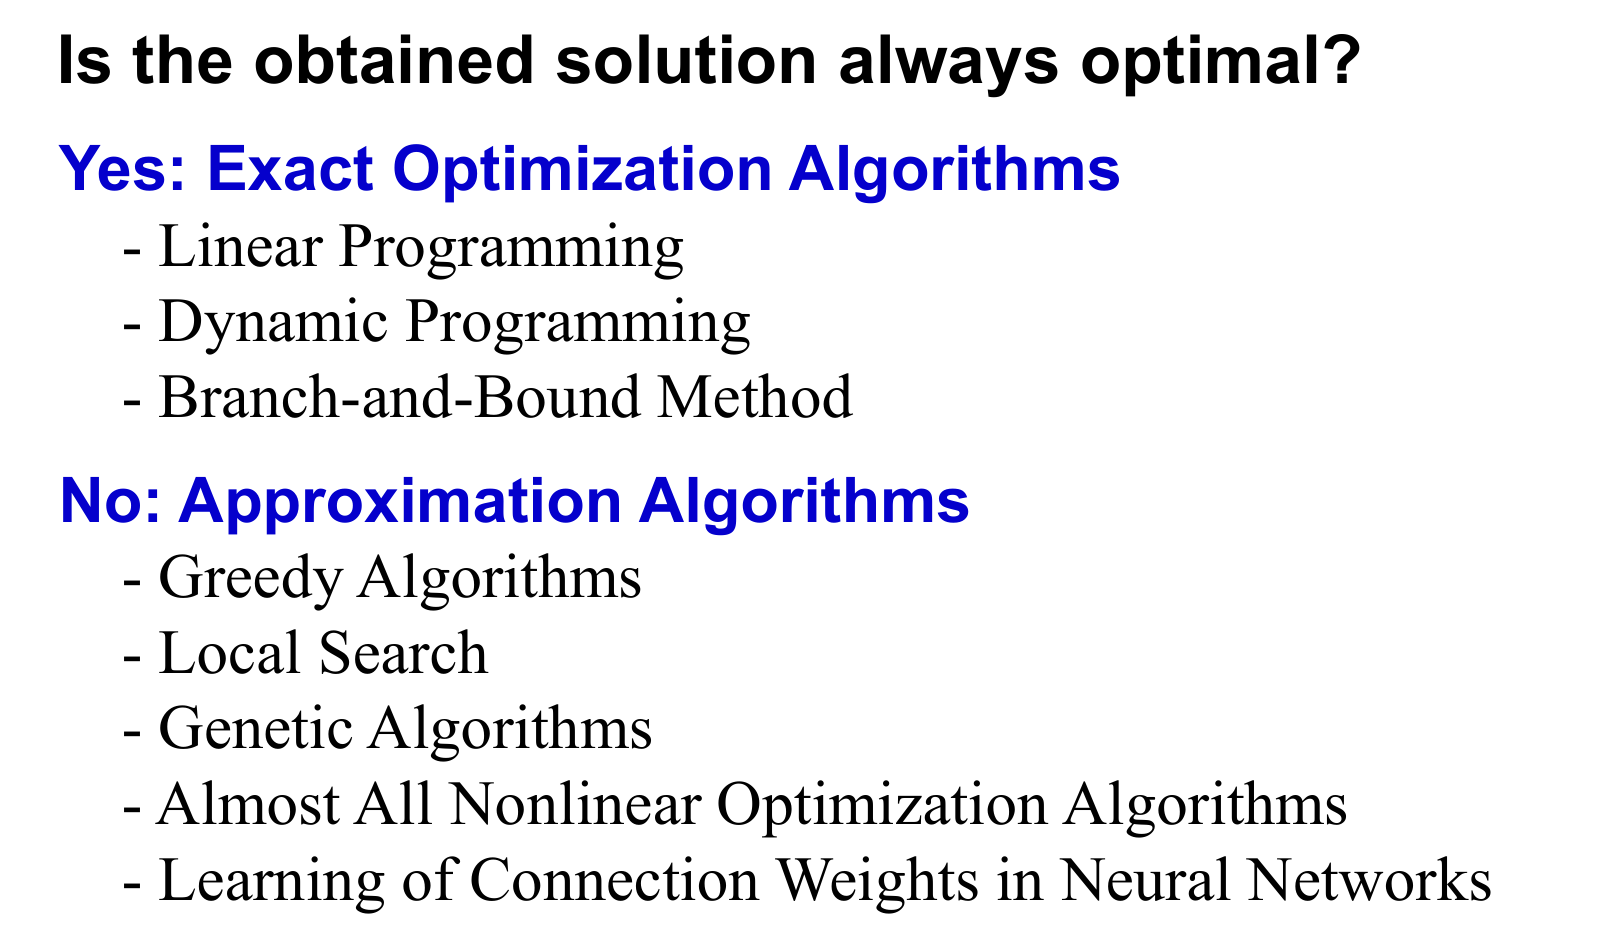 Is the obtained solution always optimal?
Yes: Exact Optimization Algorithms
- Linear Programming
- Dynamic Programming
- Branch-and-Bound Method
No: Approximation Algorithms
- Greedy Algorithms
- Local Search
- Genetic Algorithms
- Almost All Nonlinear Optimization Algorithms
- Learning of Connection Weights in Neural Networks